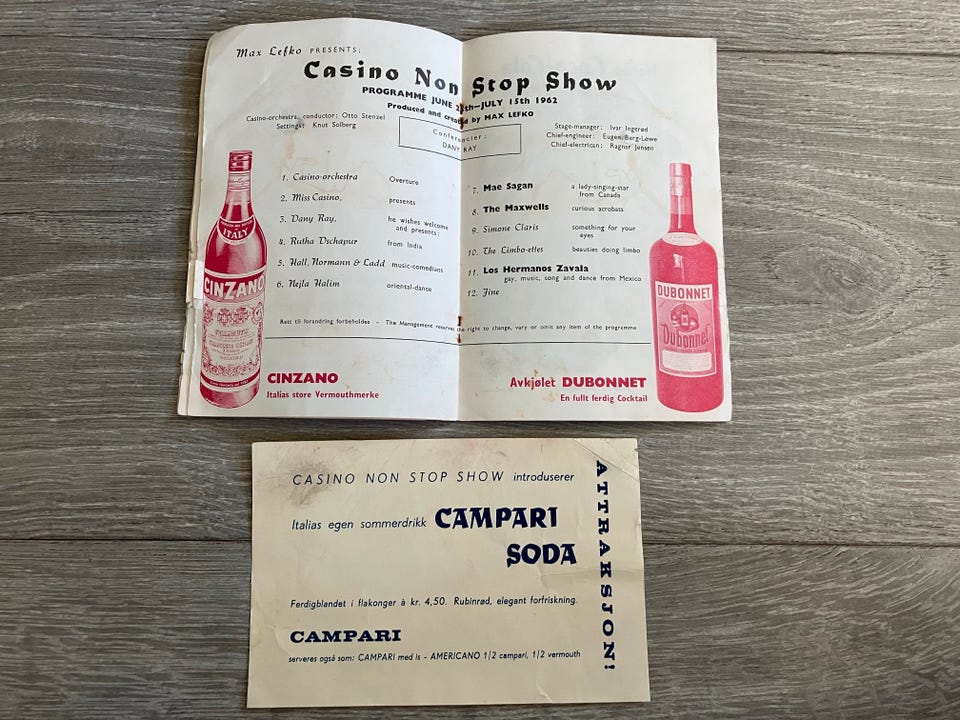 Max Lefko PRESENTS:
Casino Non Stop Show
PROGRAMME JUNE th—JULY 15th 1962
Produced and created by MAX LEFKO
Casino-orchestra, conductor: Otto Stenzel
Settings: Knut Solberg
Conferencier:
DANY RAY
Stage-manager: Ivar Ingerød
Chief-engineer: Eugen Berg-Løwe
Chief-electrican: Ragnar Jensen
1. Casino-orchestra Overture
2. Miss Casino, presents
3. Dany Ray, he wishes welcome
and presents:
4. Rutha Dschapur from India
5. Hall, Normann & Ladd music-comedians
6. Nejla Halim oriental-dance
7. Mae Sagan a lady-singing-star
from Canada
8. The Maxwells curious acrobats
9. Simone Claris something for your
eyes
10. The Limbo-ettes beauties doing limbo
11. Los Hermanos Zavala
gay, music, song and dance from Mexico
12. Fine
Rett til forandring forbeholdes - The Management reserves the right to change, vary or omit any item of the programme
ITALY
CINZANO
CINZANO
Italias store Vermouthmerke
DUBONNET
Dubonnet
Avkjølet DUBONNET
En fullt ferdig Cocktail
CASINO NON STOP SHOW introduserer
Italias egen sommerdrikk CAMPARI
SODA
Ferdigblandet i flakonger à kr. 4,50. Rubinrød, elegant forfriskning.
CAMPARI
serveres også som: CAMPARI med is - AMERICANO 1/2 campari, 1/2 vermouth
ATTRAKSJON!